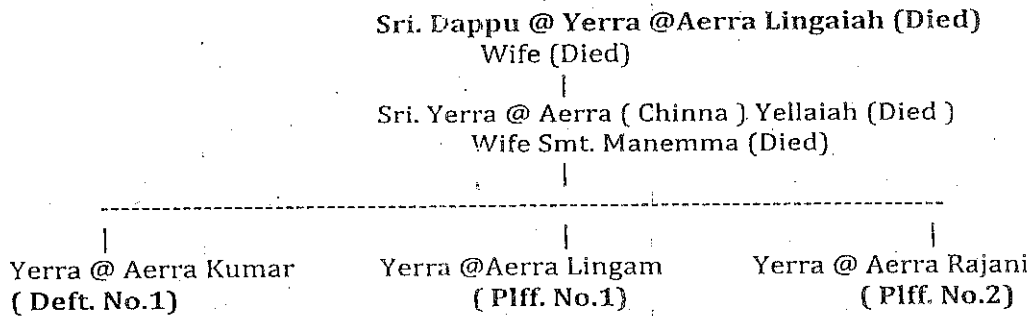 Sri. Dappu @ Yerra @Aerra Lingaiah (Died)
Wife (Died)
Sri. Yerra @ Aerra ( Chinna ) Yellaiah (Died )
Wife Smt. Manemma (Died)
Yerra @ Aerra Kumar Yerra @Aerra Lingam Yerra @ Aerra Rajani
( Deft. No.1) ( Plff. No.1) ( Plff. No.2)